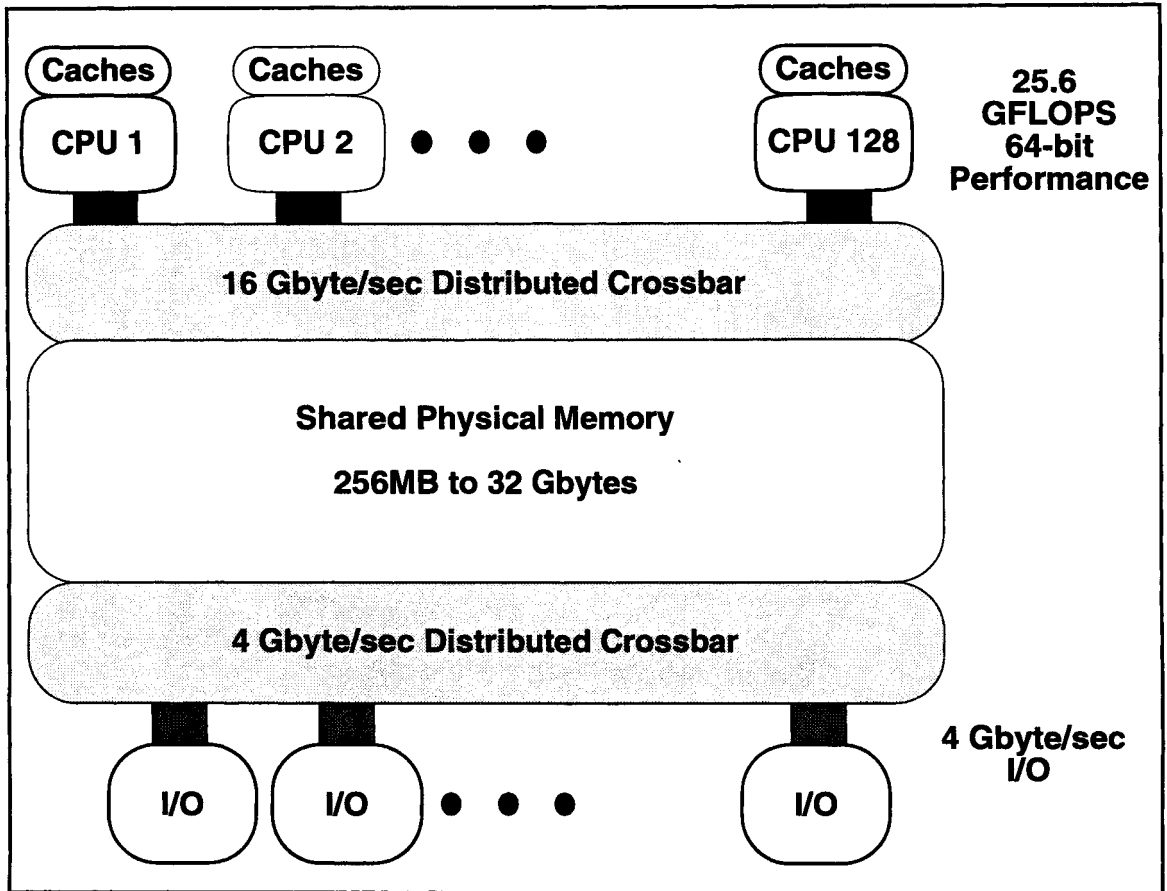 Caches
Caches
Caches
CPU 1
CPU 2
CPU 128
25.6
GFLOPS
64-bit
Performance
16 Gbyte/sec Distributed Crossbar
Shared Physical Memory
256MB to 32 Gbytes
4 Gbyte/sec Distributed Crossbar
4 Gbyte/sec
I/O
I/O
I/O
I/O